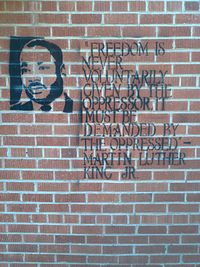 "FREEDOM IS
NEVER
VOLUNTARILY
GIVEN BY THE
OPPRESSOR IT
MUST BE
DEMANDED BY
THE OPPRESSED -
MARTIN LUTHER
KING JR